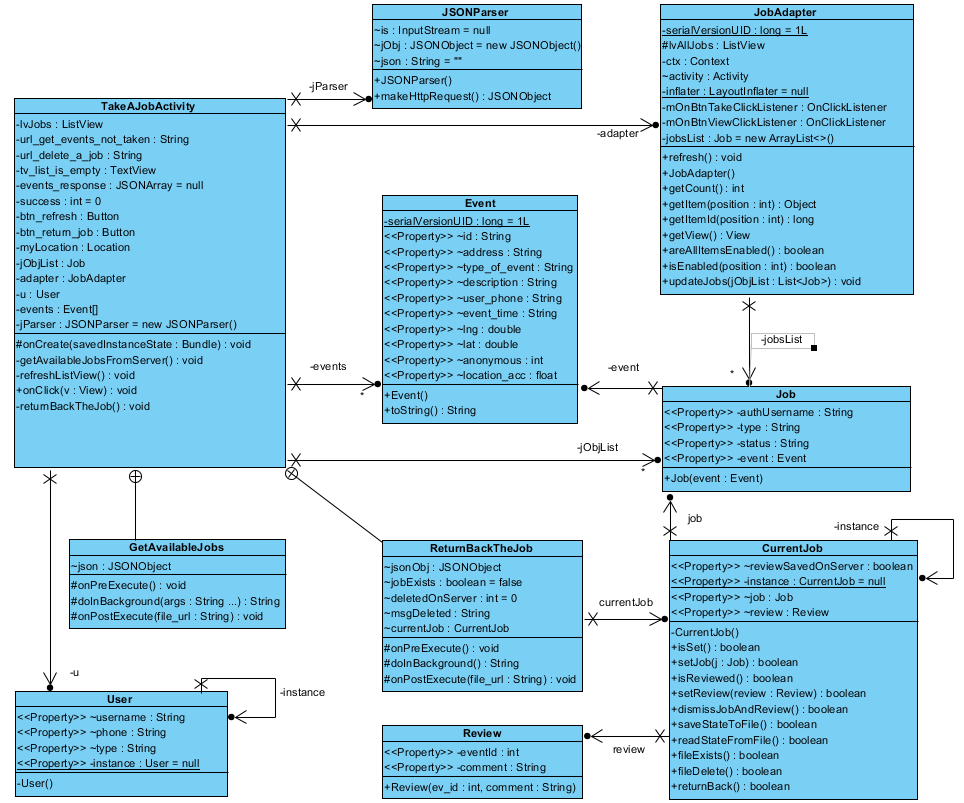 JSONParser
~is : InputStream = null
~jObj : JSONObject = new JSONObject()
~json : String = ""
+JSONParser()
+makeHttpRequest() : JSONObject
JobAdapter
-serialVersionUID : long = 1L
#lvAllJobs : ListView
-ctx : Context
~activity : Activity
-inflater : LayoutInflater = null
-mOnBtnTakeClickListener : OnClickListener
-mOnBtnViewClickListener : OnClickListener
-jobsList : Job = new ArrayList<>()
+refresh() : void
+JobAdapter()
+getCount() : int
+getItem(position : int) : Object
+getItemId(position : int) : long
+getView() : View
+areAllItemsEnabled() : boolean
+isEnabled(position : int) : boolean
+updateJobs(jObjList : List<Job>) : void
-jParser
-adapter
TakeAJobActivity
-lvJobs : ListView
-url_get_events_not_taken : String
-url_delete_a_job : String
-tv_list_is_empty : TextView
-events_response : JSONArray = null
-success : int = 0
-btn_refresh : Button
-btn_return_job : Button
-myLocation : Location
-jObjList : Job
-adapter : JobAdapter
-u : User
-events : Event[]
-jParser : JSONParser = new JSONParser()
#onCreate(savedInstanceState : Bundle) : void
-getAvailableJobsFromServer() : void
-refreshListView() : void
+onClick(v : View) : void
-returnBackTheJob() : void
Event
-serialVersionUID : long = 1L
<<Property>> ~id : String
<<Property>> ~address : String
<<Property>> ~type_of_event : String
<<Property>> ~description : String
<<Property>> ~user_phone : String
<<Property>> ~event_time : String
<<Property>> ~lng : double
<<Property>> ~lat : double
<<Property>> ~anonymous : int
<<Property>> ~location_acc : float
+Event()
+toString() : String
-jobsList
*
-events
*
-event
Job
<<Property>> -authUsername : String
<<Property>> -type : String
<<Property>> -status : String
<<Property>> -event : Event
+Job(event : Event)
-jObjList
*
job
-instance
GetAvailableJobs
~json : JSONObject
#onPreExecute() : void
#doInBackground(args : String ...) : String
#onPostExecute(file_url : String) : void
ReturnBackTheJob
~jsonObj : JSONObject
~jobExists : boolean = false
~deletedOnServer : int = 0
~msgDeleted : String
~currentJob : CurrentJob
#onPreExecute() : void
#doInBackground() : String
#onPostExecute(file_url : String) : void
currentJob
CurrentJob
<<Property>> ~reviewSavedOnServer : boolean
<<Property>> -instance : CurrentJob = null
<<Property>> ~job : Job
<<Property>> ~review : Review
-CurrentJob()
+isSet() : boolean
+setJob(j : Job) : boolean
+isReviewed() : boolean
+setReview(review : Review) : boolean
+dismissJobAndReview() : boolean
+saveStateToFile() : boolean
+readStateFromFile() : boolean
+fileExists() : boolean
+fileDelete() : boolean
+returnBack() : boolean
-u
-instance
User
<<Property>> ~username : String
<<Property>> ~phone : String
<<Property>> ~type : String
<<Property>> -instance : User = null
-User()
Review
<<Property>> -eventId : int
<<Property>> -comment : String
+Review(ev_id : int, comment : String)
review